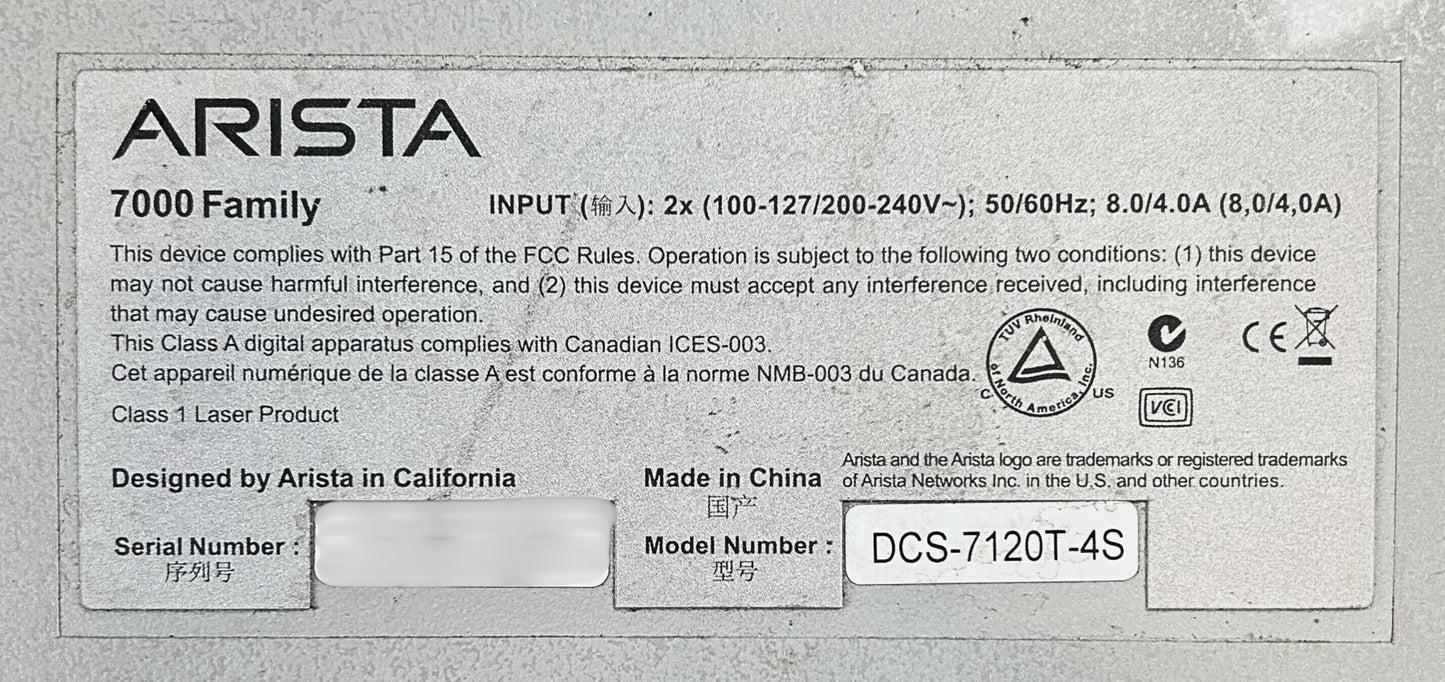 ARISTA
7000 Family
INPUT (输入): 2x (100-127/200-240V~); 50/60Hz; 8.0/4.0A (8,0/4,0A)
This device complies with Part 15 of the FCC Rules. Operation is subject to the following two conditions: (1) this device
may not cause harmful interference, and (2) this device must accept any interference received, including interference
that may cause undesired operation.
This Class A digital apparatus complies with Canadian ICES-003.
Cet appareil numérique de la classe A est conforme à la norme NMB-003 du Canada.
Class 1 Laser Product
TUV Rheinland
of North America, Inc.
C US
N136
CE
VCI
Designed by Arista in California
Made in China
国产
Arista and the Arista logo are trademarks or registered trademarks
of Arista Networks Inc. in the U.S. and other countries.
Serial Number :
序列号
Model Number :
型号
DCS-7120T-4S